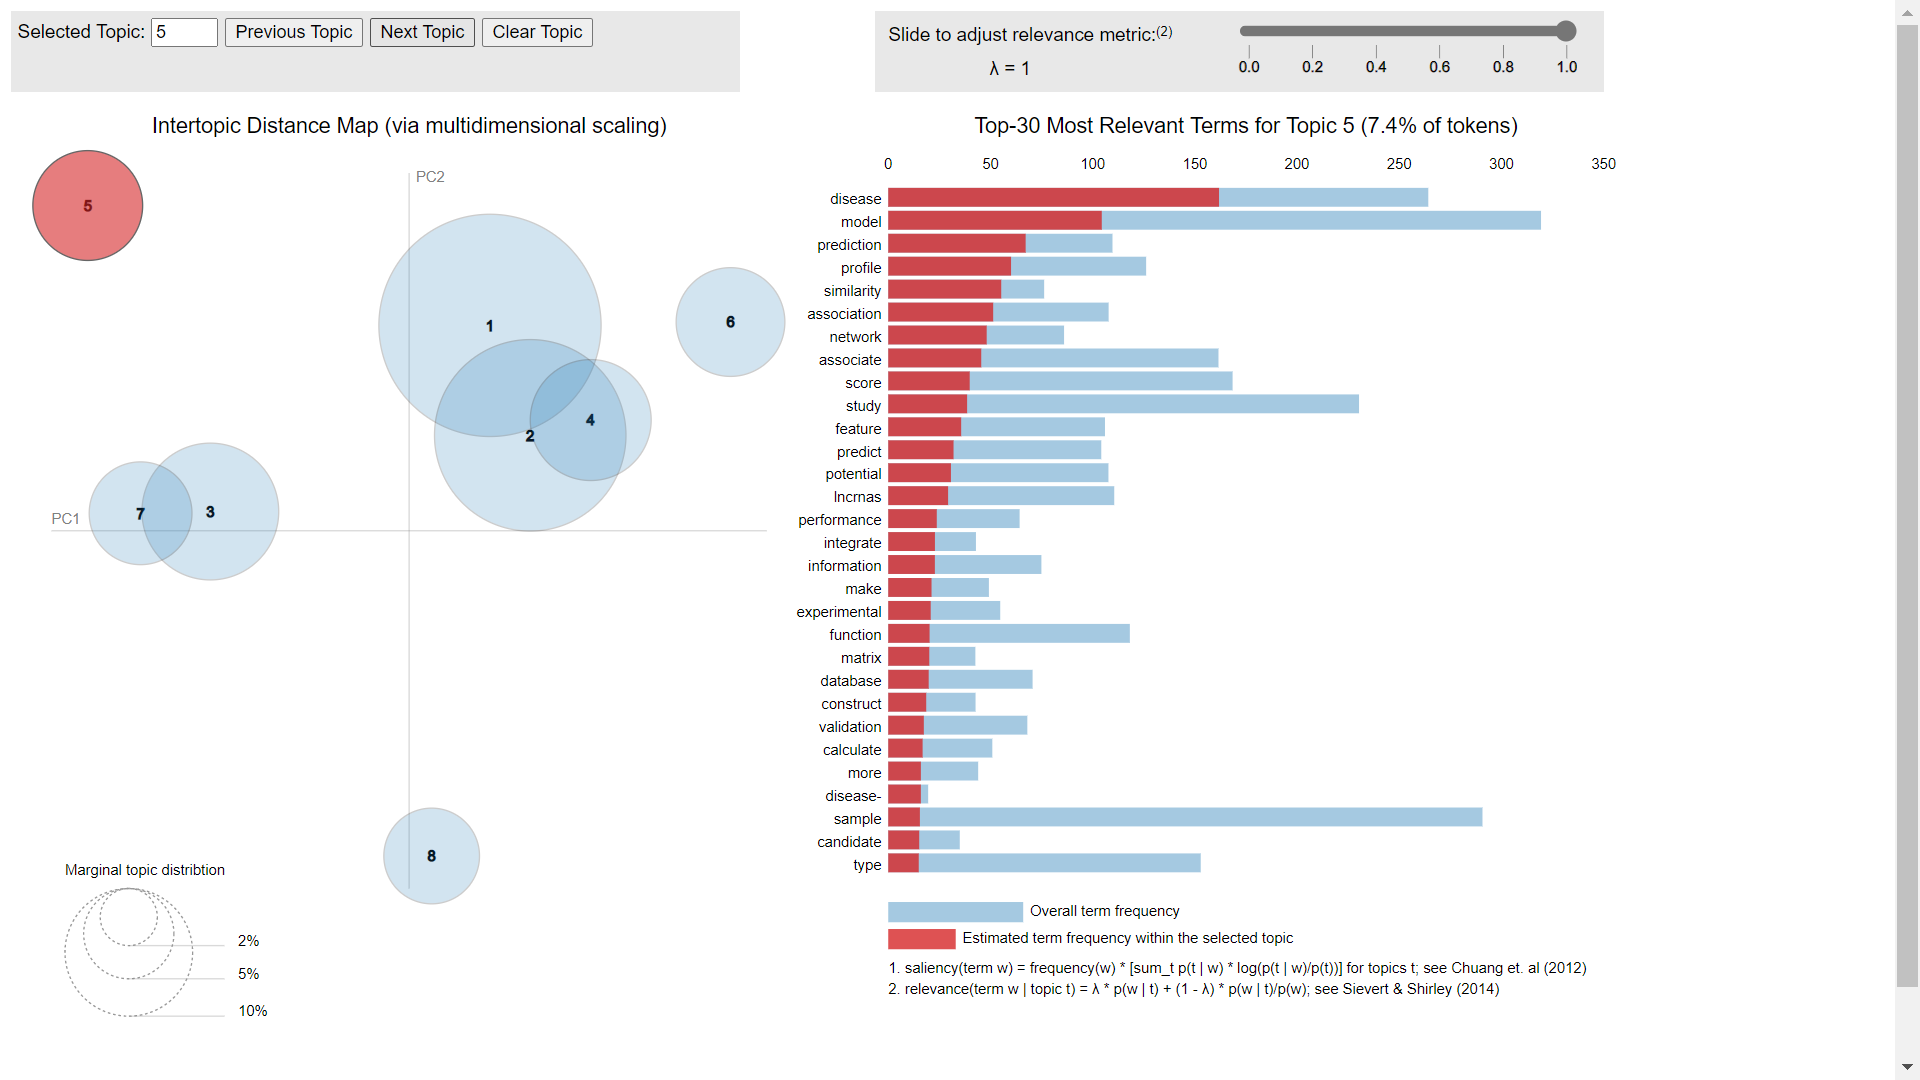 Selected Topic: 5 Previous Topic Next Topic Clear Topic
Slide to adjust relevance metric:(2)
λ = 1
0.0 0.2 0.4 0.6 0.8 1.0
Intertopic Distance Map (via multidimensional scaling)
PC2
5
1
6
4
2
7
3
PC1
8
Marginal topic distribtion
2%
5%
10%
Top-30 Most Relevant Terms for Topic 5 (7.4% of tokens)
0 50 100 150 200 250 300 350
disease
model
prediction
profile
similarity
association
network
associate
score
study
feature
predict
potential
lncrnas
performance
integrate
information
make
experimental
function
matrix
database
construct
validation
calculate
more
disease-
sample
candidate
type
Overall term frequency
Estimated term frequency within the selected topic
1. saliency(term w) = frequency(w) * [sum_t p(t | w) * log(p(t | w)/p(t))] for topics t; see Chuang et. al (2012)
2. relevance(term w | topic t) = λ * p(w | t) + (1 - λ) * p(w | t)/p(w); see Sievert & Shirley (2014)